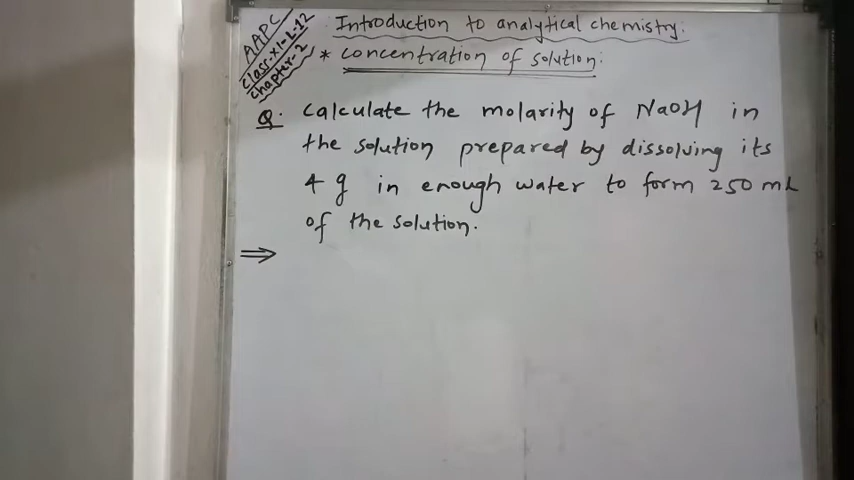 AAPC
Class-XI-L-12
Chapter-2
Introduction to analytical chemistry:
* Concentration of solution:
Q. Calculate the molarity of NaOH in
the solution prepared by dissolving its
4 g in enough water to form 250 mL
of the solution.
⇒